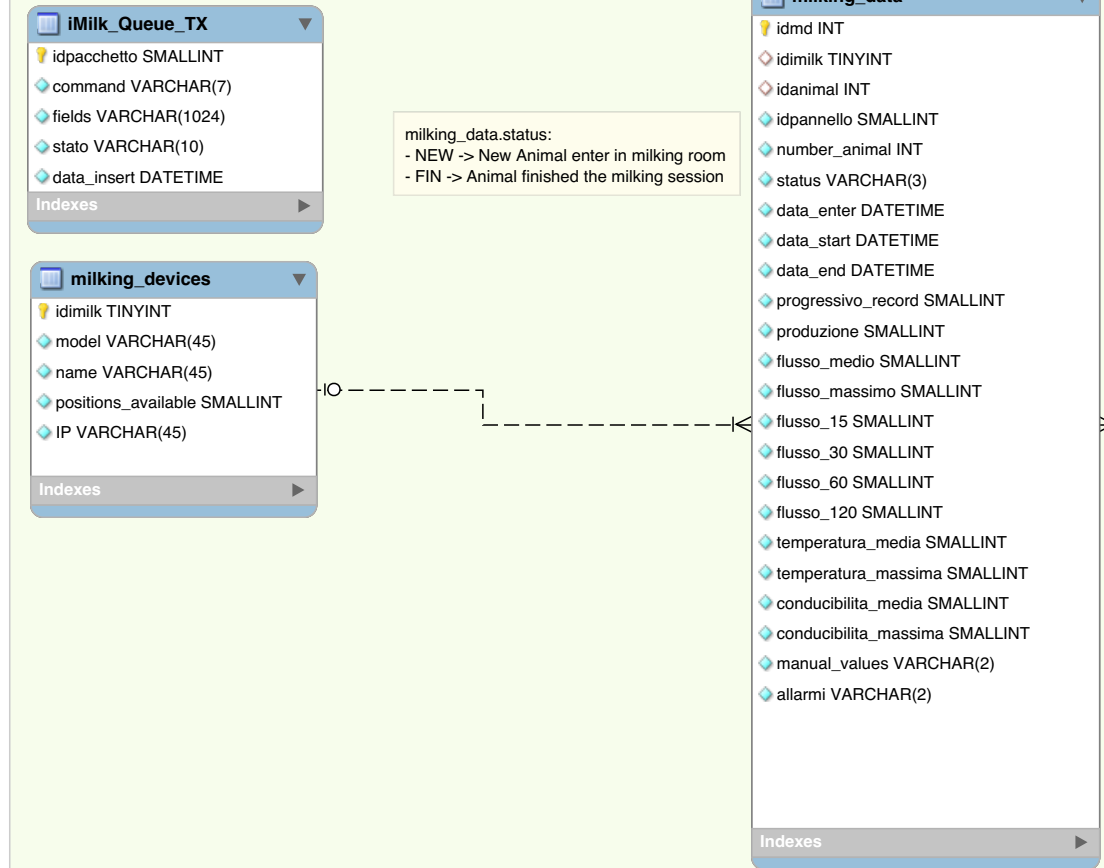 iMilk_Queue_TX
idpacchetto SMALLINT
command VARCHAR(7)
fields VARCHAR(1024)
stato VARCHAR(10)
data_insert DATETIME
Indexes
milking_devices
idimilk TINYINT
model VARCHAR(45)
name VARCHAR(45)
positions_available SMALLINT
IP VARCHAR(45)
Indexes
milking_data.status:
- NEW -> New Animal enter in milking room
- FIN -> Animal finished the milking session
milking_data
idmd INT
idimilk TINYINT
idanimal INT
idpannello SMALLINT
number_animal INT
status VARCHAR(3)
data_enter DATETIME
data_start DATETIME
data_end DATETIME
progressivo_record SMALLINT
produzione SMALLINT
flusso_medio SMALLINT
flusso_massimo SMALLINT
flusso_15 SMALLINT
flusso_30 SMALLINT
flusso_60 SMALLINT
flusso_120 SMALLINT
temperatura_media SMALLINT
temperatura_massima SMALLINT
conducibilita_media SMALLINT
conducibilita_massima SMALLINT
manual_values VARCHAR(2)
allarmi VARCHAR(2)
Indexes